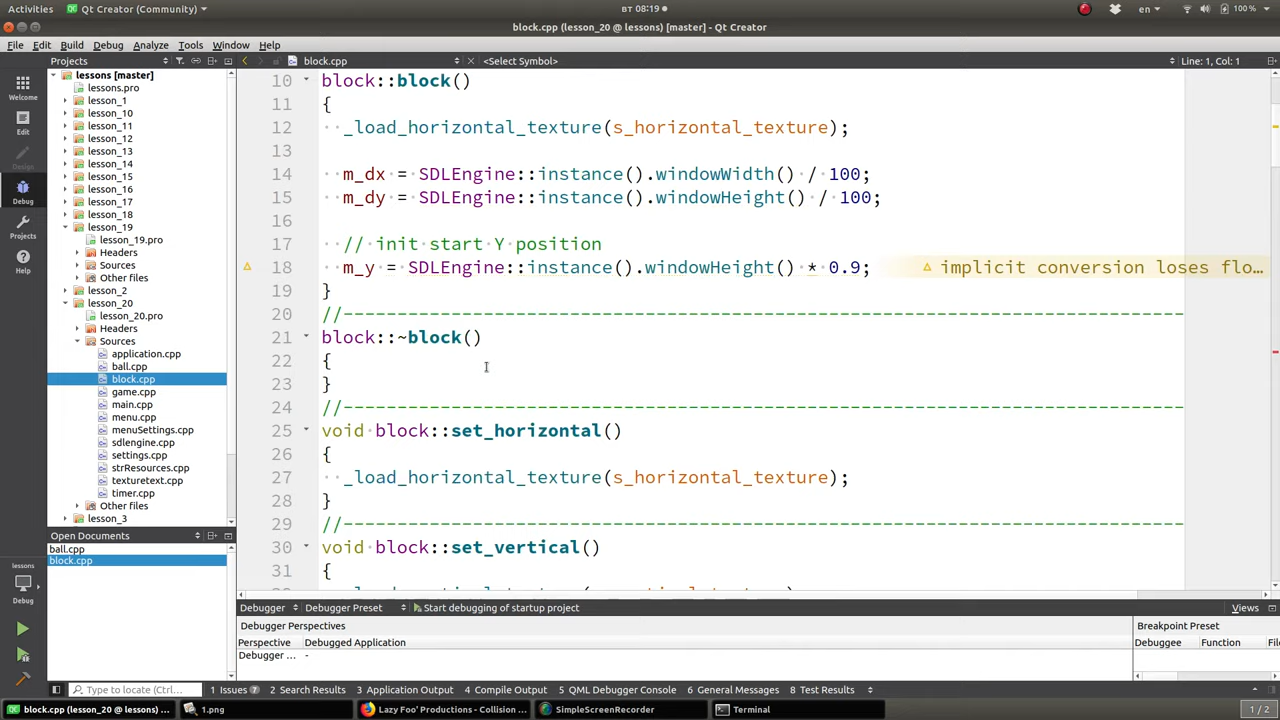 Activities Qt Creator (Community) вт 08:19 en 100 %
block.cpp (lesson_20 @ lessons) [master] - Qt Creator
File Edit Build Debug Analyze Tools Window Help
Projects block.cpp <Select Symbol> Line: 1, Col: 1
Welcome
Edit
Design
Debug
Projects
Help
lessons [master]
lessons.pro
lesson_1
lesson_10
lesson_11
lesson_12
lesson_13
lesson_14
lesson_15
lesson_16
lesson_17
lesson_18
lesson_19
lesson_19.pro
Headers
Sources
Other files
lesson_2
lesson_20
lesson_20.pro
Headers
Sources
application.cpp
ball.cpp
block.cpp
game.cpp
main.cpp
menu.cpp
menuSettings.cpp
sdlengine.cpp
settings.cpp
strResources.cpp
texturetext.cpp
timer.cpp
Other files
lesson_3
Open Documents
ball.cpp
block.cpp
lessons
Debug
10 block::block()
11 {
12 _load_horizontal_texture(s_horizontal_texture);
13
14 m_dx = SDLEngine::instance().windowWidth() / 100;
15 m_dy = SDLEngine::instance().windowHeight() / 100;
16
17 // init start Y position
18 m_y = SDLEngine::instance().windowHeight() * 0.9; implicit conversion loses flo...
19 }
20 //------------------------------------------------------------------------------
21 block::~block()
22 {
23 }
24 //------------------------------------------------------------------------------
25 void block::set_horizontal()
26 {
27 _load_horizontal_texture(s_horizontal_texture);
28 }
29 //------------------------------------------------------------------------------
30 void block::set_vertical()
31 {
Debugger Debugger Preset Start debugging of startup project Views
Debugger Perspectives Breakpoint Preset
Perspective Debugged Application Debuggee Function
Debugger ... -
Type to locate (Ctrl... 1 Issues 7 2 Search Results 3 Application Output 4 Compile Output 5 QML Debugger Console 6 General Messages 8 Test Results
block.cpp (lesson_20 @ lessons) ... 1.png Lazy Foo' Productions - Collision ... SimpleScreenRecorder Terminal 1 / 2